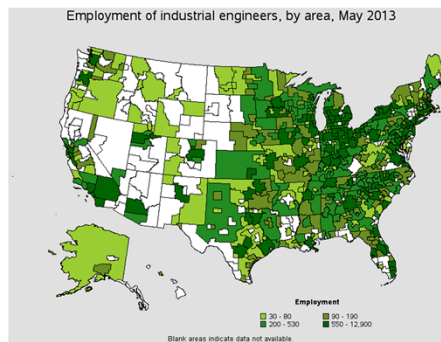 Employment of industrial engineers, by area, May 2013
Employment
30 - 80
90 - 190
200 - 530
550 - 12,900
Blank areas indicate data not available.